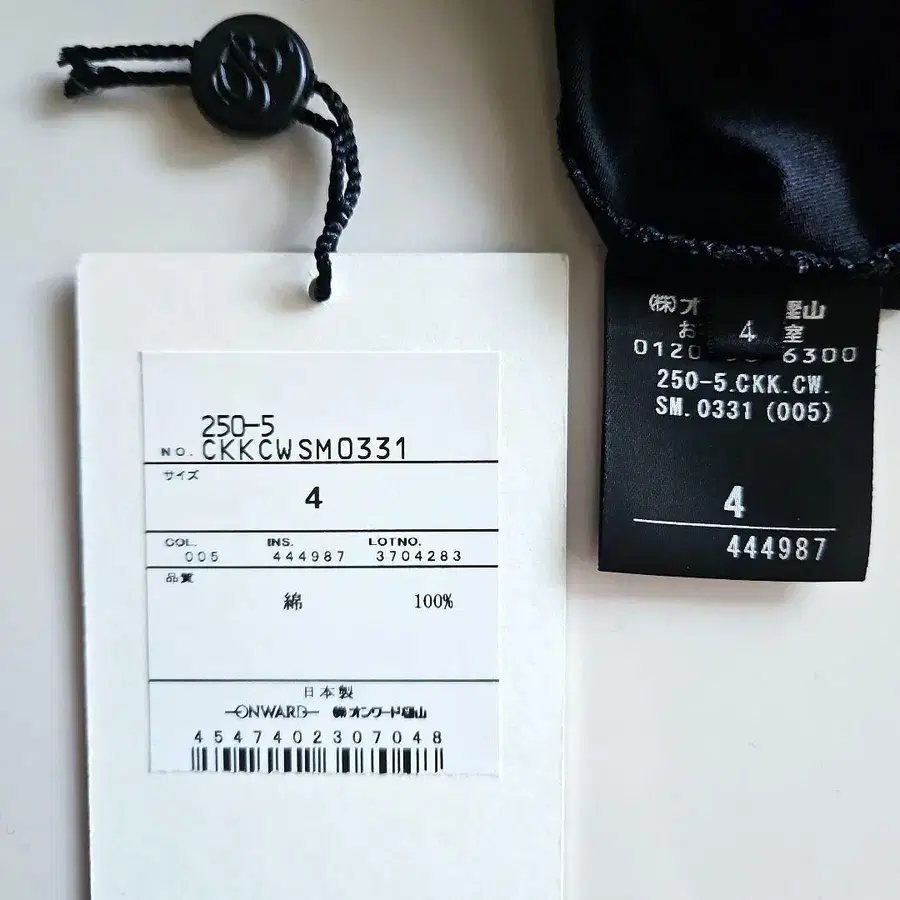 250-5
NO. CKKCWSM0331
サイズ
4
COL. INS. LOTNO.
005 444987 3704283
品質
綿 100%
日本製
ONWARD ㈱オンワード樫山
4547402307048
㈱オ 山
お 室
4
0120 6300
250-5.CKK.CW.
SM.0331 (005)
4
444987